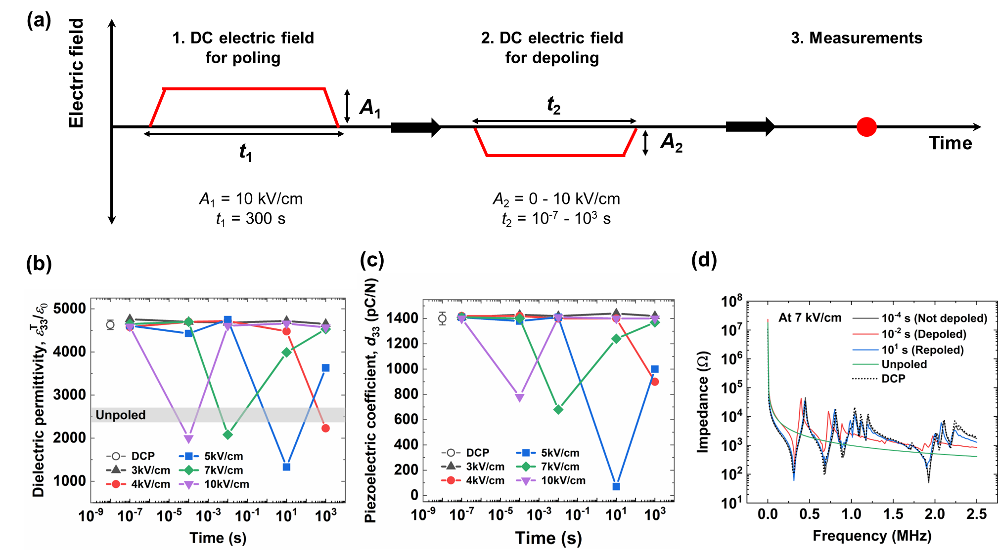 (a)
Electric field
1. DC electric field
for poling
2. DC electric field
for depoling
3. Measurements
A₁
t₁
t₂
A₂
Time
A₁ = 10 kV/cm
t₁ = 300 s
A₂ = 0 - 10 kV/cm
t₂ = 10⁻⁷ - 10³ s
(b)
Dielectric permittivity, εᵀ₃₃/ε₀
5000
4000
3000
2000
1000
Unpoled
DCP
3kV/cm
4kV/cm
5kV/cm
7kV/cm
10kV/cm
10⁻⁹ 10⁻⁷ 10⁻⁵ 10⁻³ 10⁻¹ 10¹ 10³
Time (s)
(c)
Piezoelectric coefficient, d₃₃ (pC/N)
1400
1200
1000
800
600
400
200
0
DCP
3kV/cm
4kV/cm
5kV/cm
7kV/cm
10kV/cm
10⁻⁹ 10⁻⁷ 10⁻⁵ 10⁻³ 10⁻¹ 10¹ 10³
Time (s)
(d)
Impedance (Ω)
10⁸
10⁷
10⁶
10⁵
10⁴
10³
10²
10¹
At 7 kV/cm
10⁻⁴ s (Not depoled)
10⁻² s (Depoled)
10¹ s (Repoled)
Unpoled
DCP
0.0 0.5 1.0 1.5 2.0 2.5
Frequency (MHz)